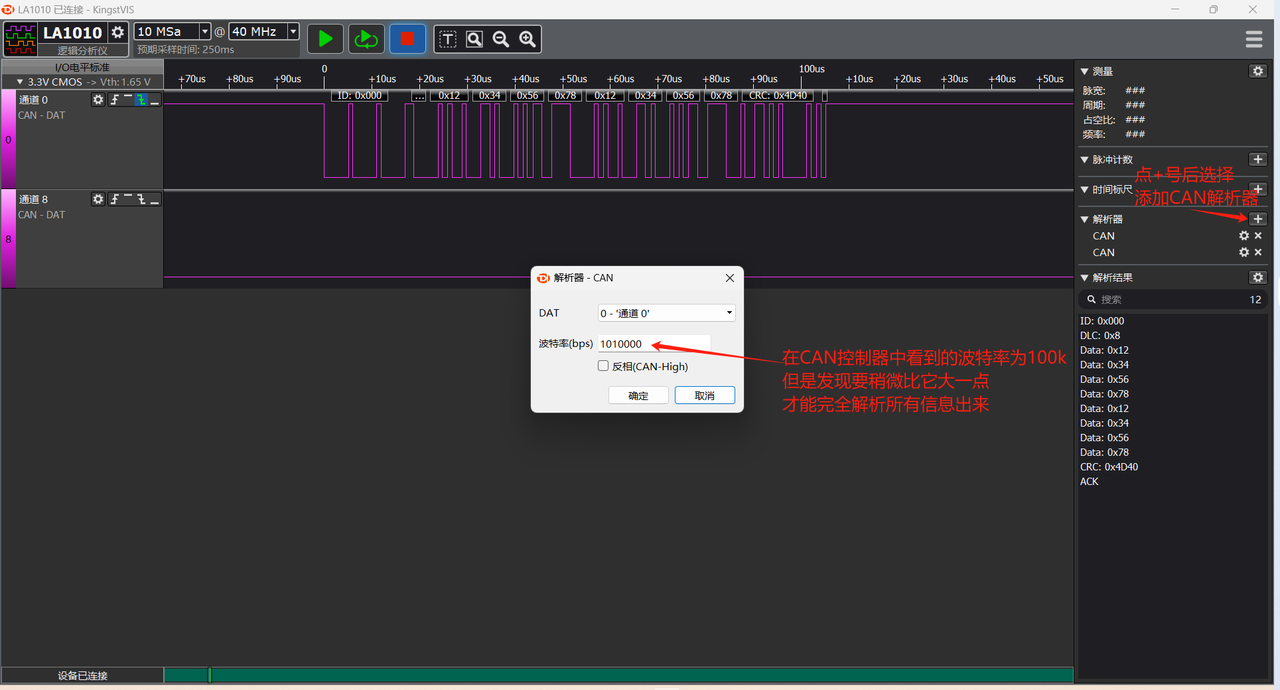 LA1010 已连接 - KingstVIS
LA1010
逻辑分析仪
10 MSa @ 40 MHz
预期采样时间: 250ms
I/O电平标准
3.3V CMOS -> Vth:1.65 V
0 100us
+70us +80us +90us +10us +20us +30us +40us +50us +60us +70us +80us +90us +10us +20us +30us +40us +50us
ID: 0x000 ... 0x12 0x34 0x56 0x78 0x12 0x34 0x56 0x78 CRC: 0x4D40
0
通道 0
CAN - DAT
8
通道 8
CAN - DAT
解析器 - CAN
DAT 0 - '通道 0'
波特率(bps) 1010000
反相(CAN-High)
确定 取消
在CAN控制器中看到的波特率为100k
但是发现要稍微比它大一点
才能完全解析所有信息出来
测量
脉宽: ###
周期: ###
占空比: ###
频率: ###
脉冲计数
点+号后选择
时间标尺
添加CAN解析器
解析器
CAN
CAN
解析结果
搜索 12
ID: 0x000
DLC: 0x8
Data: 0x12
Data: 0x34
Data: 0x56
Data: 0x78
Data: 0x12
Data: 0x34
Data: 0x56
Data: 0x78
CRC: 0x4D40
ACK
设备已连接